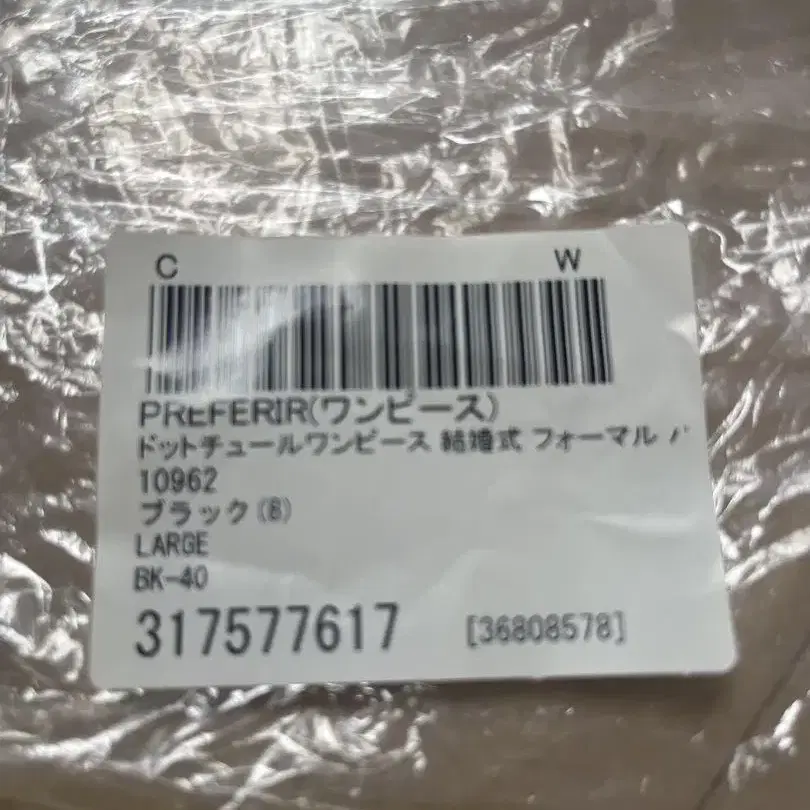 C W
PREFERIR(ワンピース)
ドットチュールワンピース 結婚式 フォーマル
10962
ブラック(8)
LARGE
BK-40
317577617 [36808578]